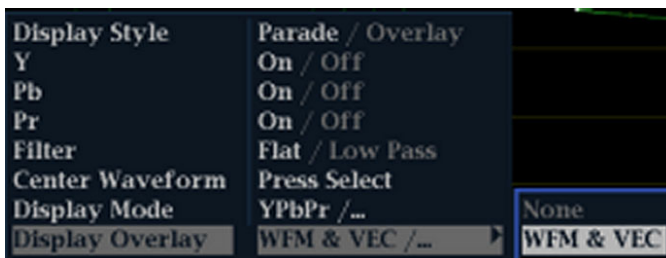 Display Style Parade / Overlay
Y On / Off
Pb On / Off
Pr On / Off
Filter Flat / Low Pass
Center Waveform Press Select
Display Mode YPbPr /...
Display Overlay WFM & VEC /...
None
WFM & VEC